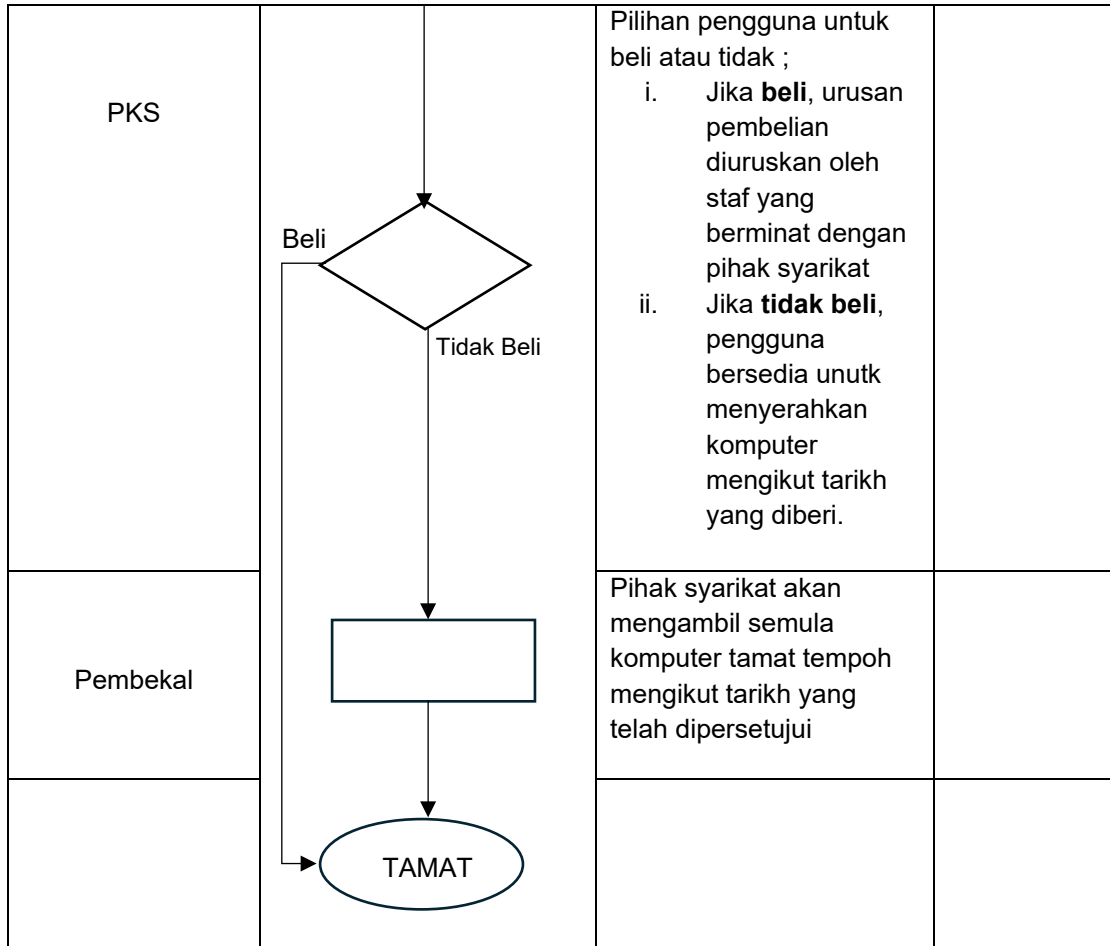 PKS
Beli
Tidak Beli
Pilihan pengguna untuk
beli atau tidak ;
i. Jika beli, urusan
pembelian
diuruskan oleh
staf yang
berminat dengan
pihak syarikat
ii. Jika tidak beli,
pengguna
bersedia unutk
menyerahkan
komputer
mengikut tarikh
yang diberi.
Pembekal
Pihak syarikat akan
mengambil semula
komputer tamat tempoh
mengikut tarikh yang
telah dipersetujui
TAMAT